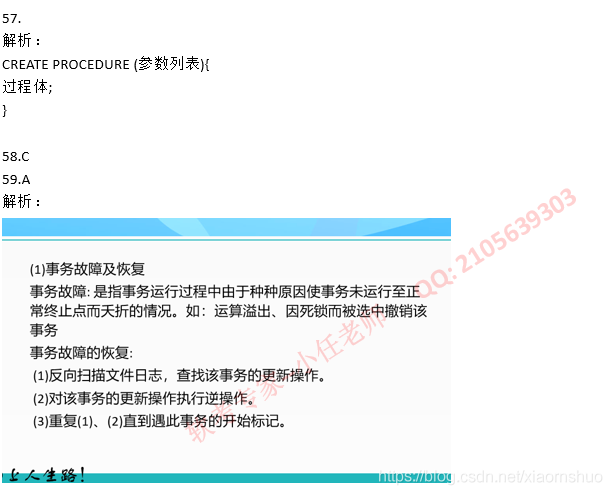 57.
解析：
CREATE PROCEDURE (参数列表){
过程体;
}
58.C
59.A
解析：
(1)事务故障及恢复
事务故障: 是指事务运行过程中由于种种原因使事务未运行至正
常终止点而夭折的情况。如：运算溢出、因死锁而被选中撤销该
事务
事务故障的恢复:
(1)反向扫描文件日志，查找该事务的更新操作。
(2)对该事务的更新操作执行逆操作。
(3)重复(1)、(2)直到遇此事务的开始标记。
软考专家--小任老师 QQ: 2105639303
人生路!
https://blog.csdn.net/xiaomshuo